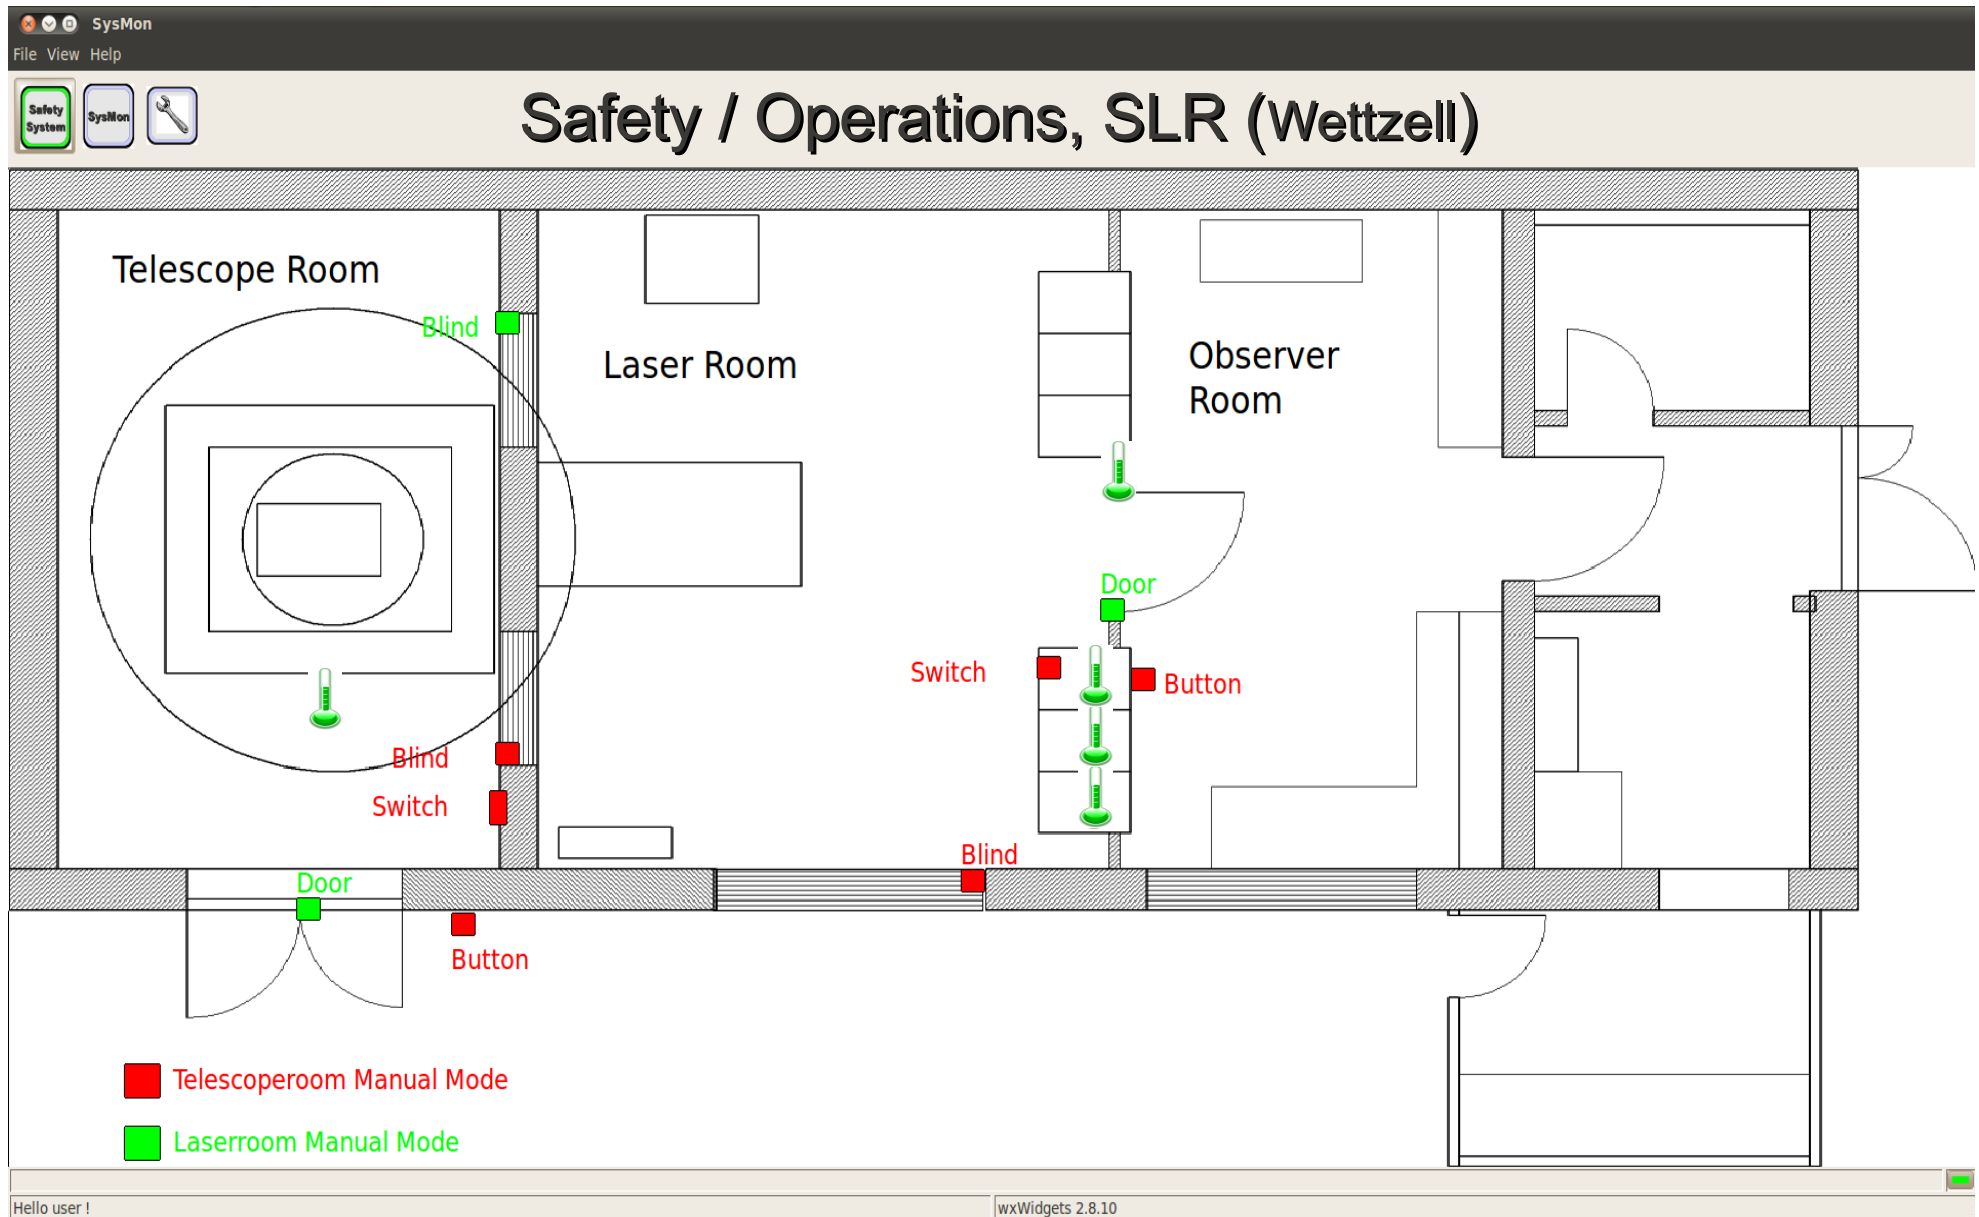 SysMon
File View Help
Safety
System
SysMon
Safety / Operations, SLR (Wettzell)
Telescope Room
Blind
Laser Room
Observer
Room
Door
Switch
Button
Blind
Switch
Blind
Door
Button
Telescoperoom Manual Mode
Laserroom Manual Mode
Hello user !
wxWidgets 2.8.10